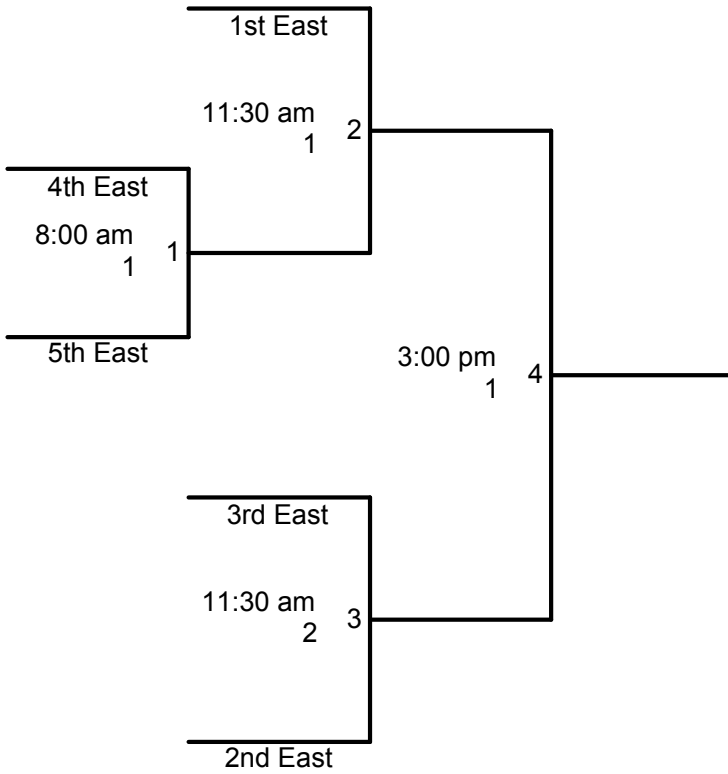 1st East
11:30 am
1
2
4th East
8:00 am
1
1
5th East
3:00 pm
1
4
3rd East
11:30 am
2
3
2nd East